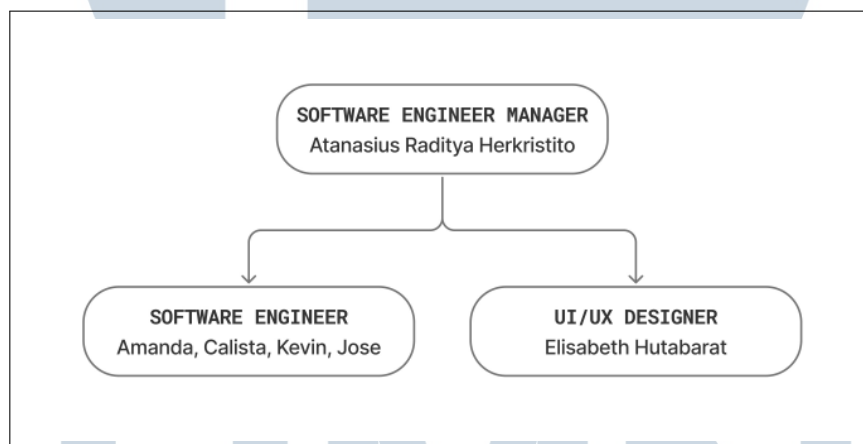 SOFTWARE ENGINEER MANAGER
Atanasius Raditya Herkristito
SOFTWARE ENGINEER
Amanda, Calista, Kevin, Jose
UI/UX DESIGNER
Elisabeth Hutabarat